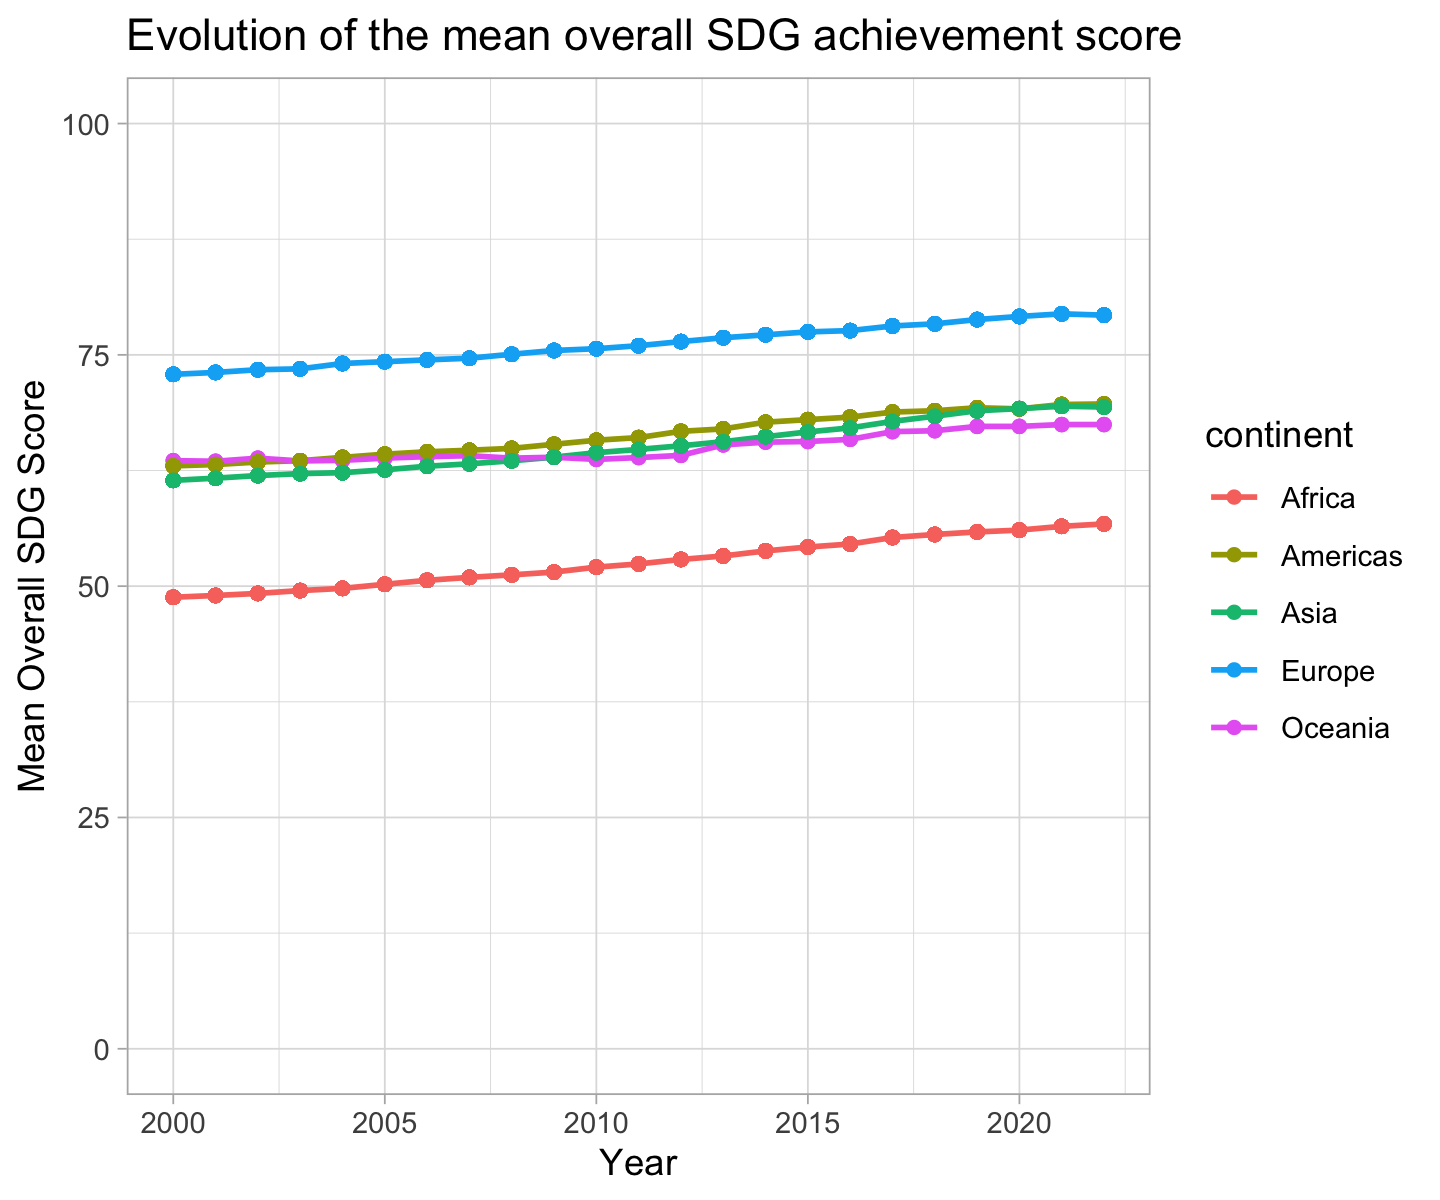 Evolution of the mean overall SDG achievement score
Mean Overall SDG Score
100
75
50
25
0
2000 2005 2010 2015 2020
Year
continent
Africa
Americas
Asia
Europe
Oceania